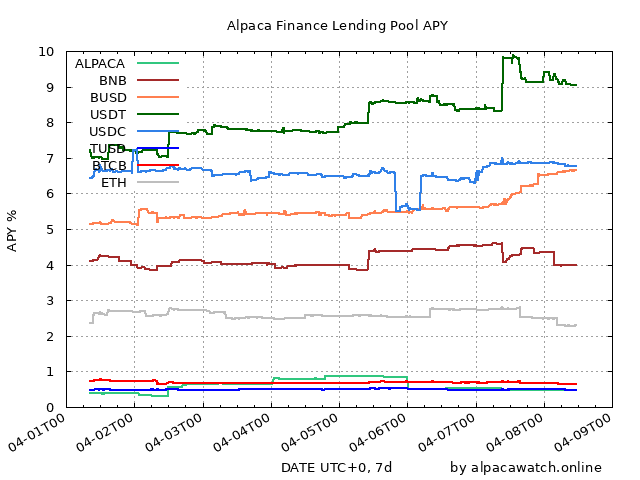 Alpaca Finance Lending Pool APY
10
9
8
7
6
5
4
3
2
1
0
APY %
ALPACA
BNB
BUSD
USDT
USDC
TUSD
BTCB
ETH
04-01T00
04-02T00
04-03T00
04-04T00
04-05T00
04-06T00
04-07T00
04-08T00
04-09T00
DATE UTC+0, 7d
by alpacawatch.online